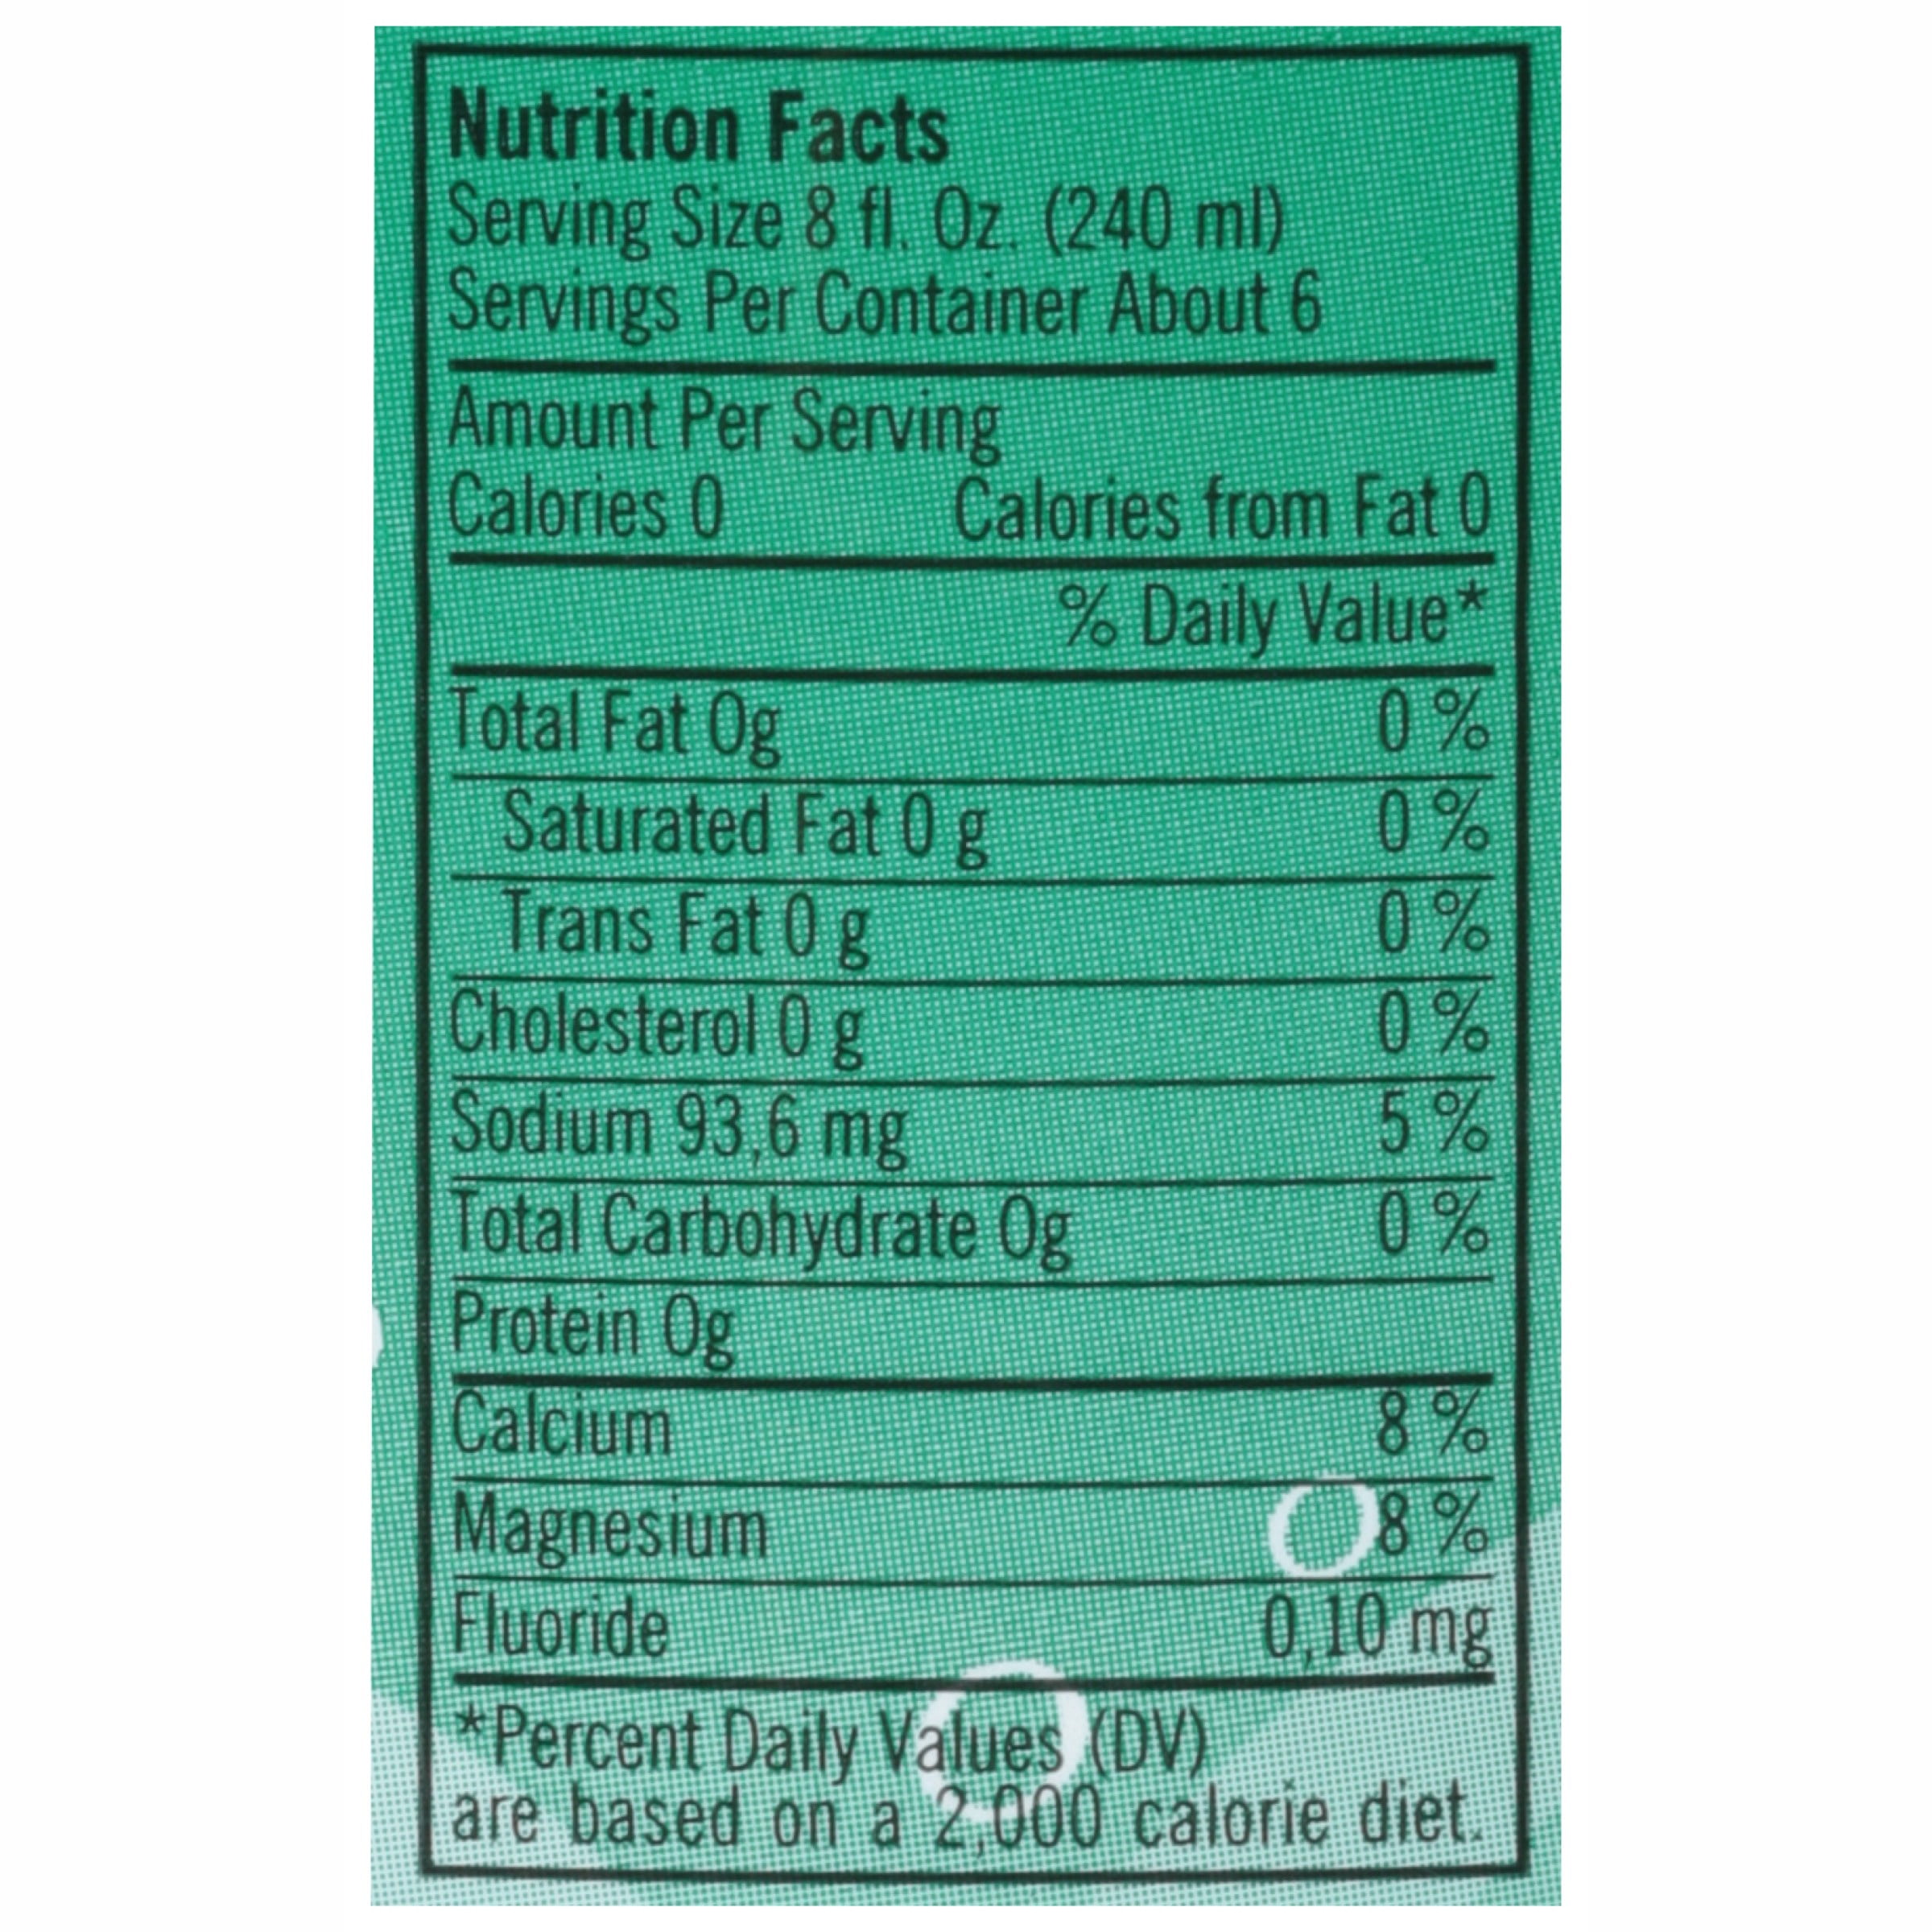 Nutrition Facts
Serving Size 8 fl. Oz. (240 ml)
Servings Per Container About 6
Amount Per Serving
Calories 0 Calories from Fat 0
% Daily Value*
Total Fat 0g 0 %
Saturated Fat 0 g 0 %
Trans Fat 0 g 0 %
Cholesterol 0 g 0 %
Sodium 93,6 mg 5 %
Total Carbohydrate 0g 0 %
Protein 0g
Calcium 8 %
Magnesium 8 %
Fluoride 0,10 mg
*Percent Daily Values (DV)
are based on a 2,000 calorie diet.